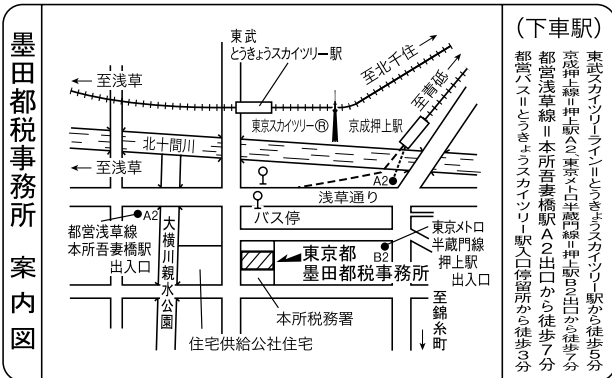 墨田都税事務所 案内図
東武
とうきょうスカイツリー駅
至浅草
至北千住
至青砥
東京スカイツリー®
京成押上駅
北十間川
至浅草
A2
浅草通り
バス停
A2
都営浅草線
本所吾妻橋駅
出入口
大横川親水公園
東京都
墨田都税事務所
B2
東京メトロ
半蔵門線
押上駅
出入口
本所税務署
住宅供給公社住宅
至錦糸町
(下車駅)
東武スカイツリーライン=とうきょうスカイツリー駅から徒歩5分
京成押上線=押上駅A2、東京メトロ半蔵門線=押上駅B2出口から徒歩7分
都営浅草線=本所吾妻橋駅A2出口から徒歩7分
都営バス=とうきょうスカイツリー駅入口停留所から徒歩3分